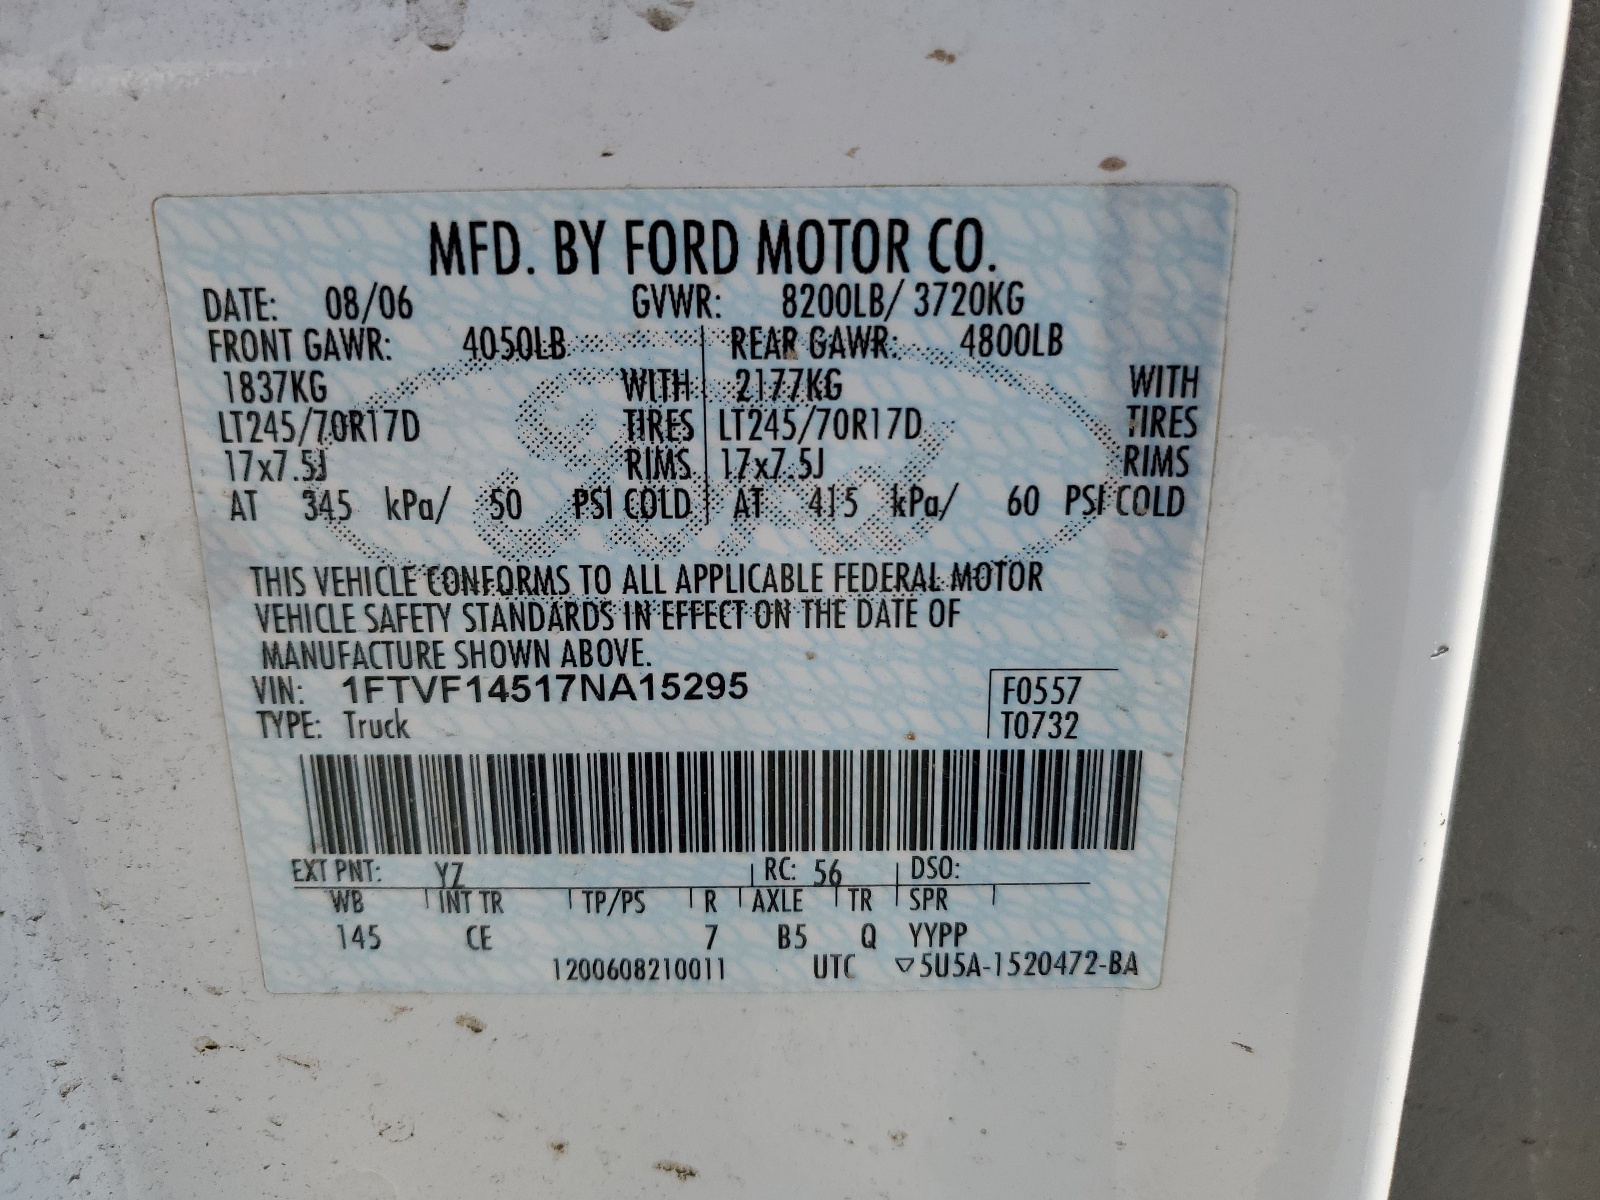 MFD. BY FORD MOTOR CO.
DATE: 08/06 GVWR: 8200LB/ 3720KG
FRONT GAWR: 4050LB REAR GAWR: 4800LB
1837KG WITH 2177KG WITH
LT245/70R17D TIRES LT245/70R17D TIRES
17x7.5J RIMS 17x7.5J RIMS
AT 345 kPa/ 50 PSI COLD AT 415 kPa/ 60 PSI COLD
THIS VEHICLE CONFORMS TO ALL APPLICABLE FEDERAL MOTOR
VEHICLE SAFETY STANDARDS IN EFFECT ON THE DATE OF
MANUFACTURE SHOWN ABOVE.
VIN: 1FTVF14517NA15295 F0557
TYPE: Truck T0732
EXT PNT: YZ RC: 56 DSO:
WB INT TR TP/PS R AXLE TR SPR
145 CE 7 B5 Q YYPP
1200608210011 UTC ▽5U5A-1520472-BA